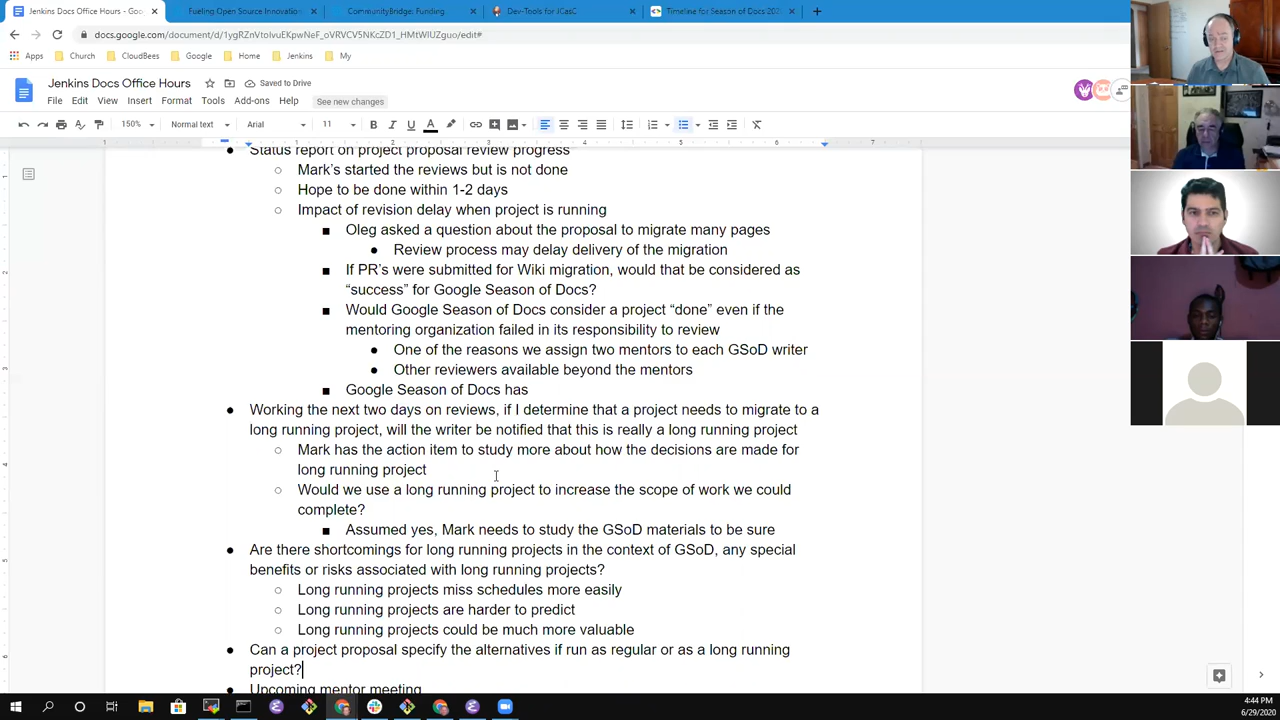 Jenkins Docs Office Hours - Goo
Fueling Open Source Innovation
CommunityBridge: Funding
Dev-Tools for JCasC
Timeline for Season of Docs 202
Apps
Church
CloudBees
Google
Home
Jenkins
My
Jenkins Docs Office Hours
Saved to Drive
File
Edit
View
Insert
Format
Tools
Add-ons
Help
See new changes
150%
Normal text
Arial
11
1
1
2
3
4
5
6
7
Status report on project proposal review progress
Mark's started the reviews but is not done
Hope to be done within 1-2 days
Impact of revision delay when project is running
Oleg asked a question about the proposal to migrate many pages
Review process may delay delivery of the migration
If PR's were submitted for Wiki migration, would that be considered as
“success” for Google Season of Docs?
Would Google Season of Docs consider a project “done” even if the
mentoring organization failed in its responsibility to review
One of the reasons we assign two mentors to each GSoD writer
Other reviewers available beyond the mentors
Google Season of Docs has
Working the next two days on reviews, if I determine that a project needs to migrate to a
long running project, will the writer be notified that this is really a long running project
Mark has the action item to study more about how the decisions are made for
long running project
Would we use a long running project to increase the scope of work we could
complete?
Assumed yes, Mark needs to study the GSoD materials to be sure
Are there shortcomings for long running projects in the context of GSoD, any special
benefits or risks associated with long running projects?
Long running projects miss schedules more easily
Long running projects are harder to predict
Long running projects could be much more valuable
Can a project proposal specify the alternatives if run as regular or as a long running
project?
Upcoming mentor meeting
4:44 PM
6/29/2020